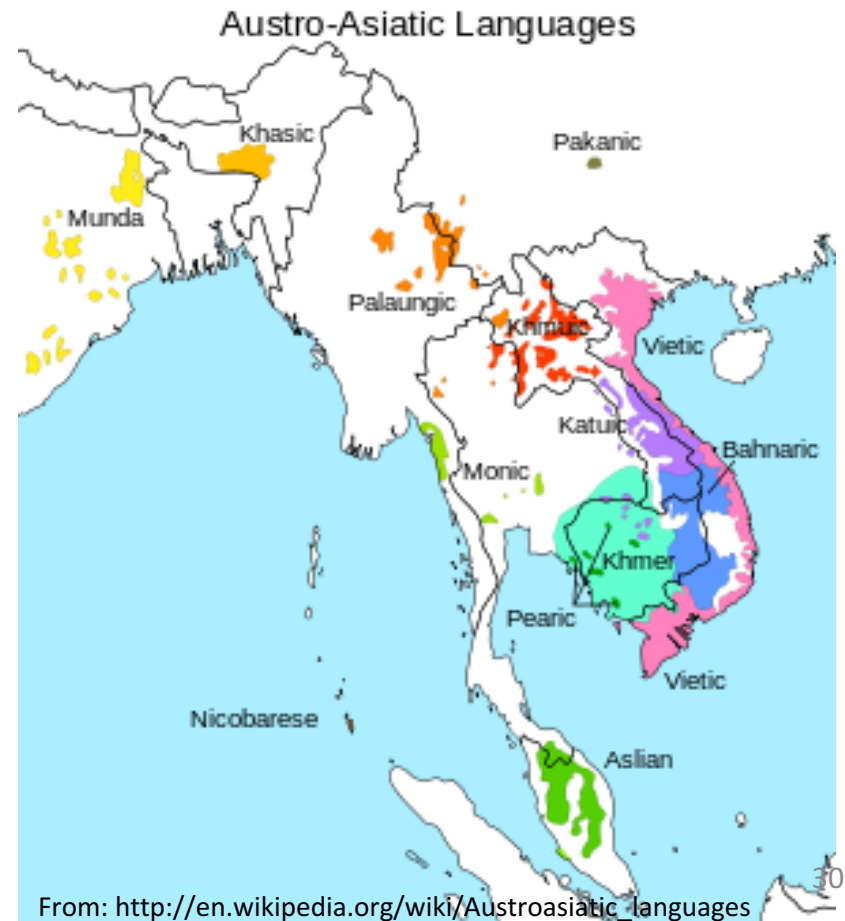 Austro-Asiatic Languages
Khasic
Pakanic
Munda
Palaungic
Khmuic
Vietic
Katuic
Bahnaric
Monic
Khmer
Pearic
Vietic
Nicobarese
Aslian
30
From: http://en.wikipedia.org/wiki/Austroasiatic_languages